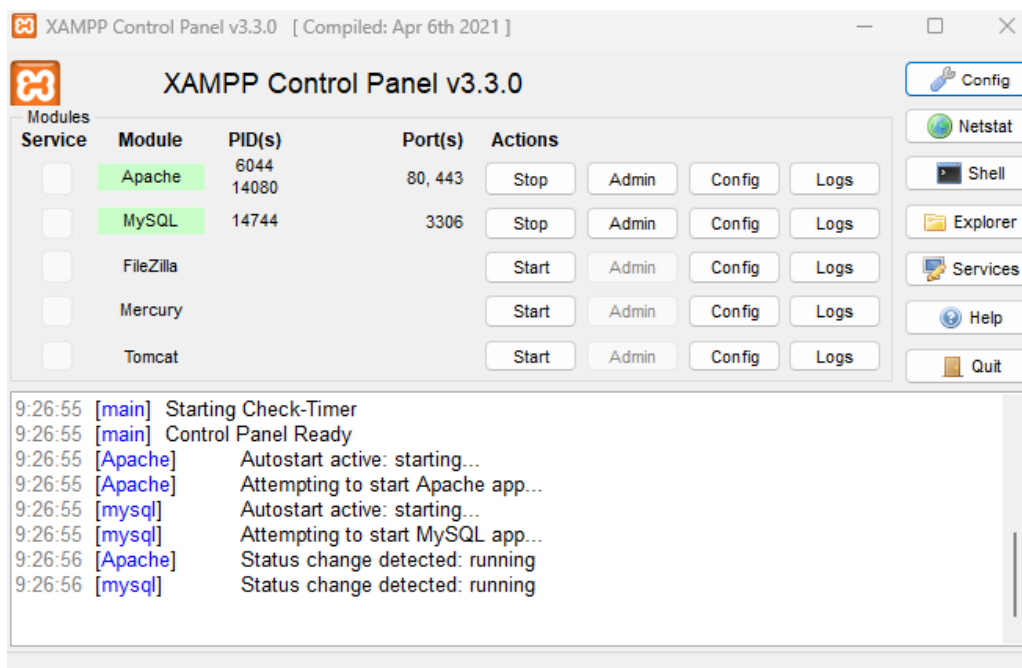 XAMPP Control Panel v3.3.0 [ Compiled: Apr 6th 2021 ]
XAMPP Control Panel v3.3.0
Config
Modules
Service Module PID(s) Port(s) Actions
Netstat
Apache 6044 14080 80, 443 Stop Admin Config Logs
Shell
MySQL 14744 3306 Stop Admin Config Logs
Explorer
FileZilla Start Admin Config Logs
Services
Mercury Start Admin Config Logs
Help
Tomcat Start Admin Config Logs
Quit
9:26:55 [main] Starting Check-Timer
9:26:55 [main] Control Panel Ready
9:26:55 [Apache] Autostart active: starting...
9:26:55 [Apache] Attempting to start Apache app...
9:26:55 [mysql] Autostart active: starting...
9:26:55 [mysql] Attempting to start MySQL app...
9:26:56 [Apache] Status change detected: running
9:26:56 [mysql] Status change detected: running